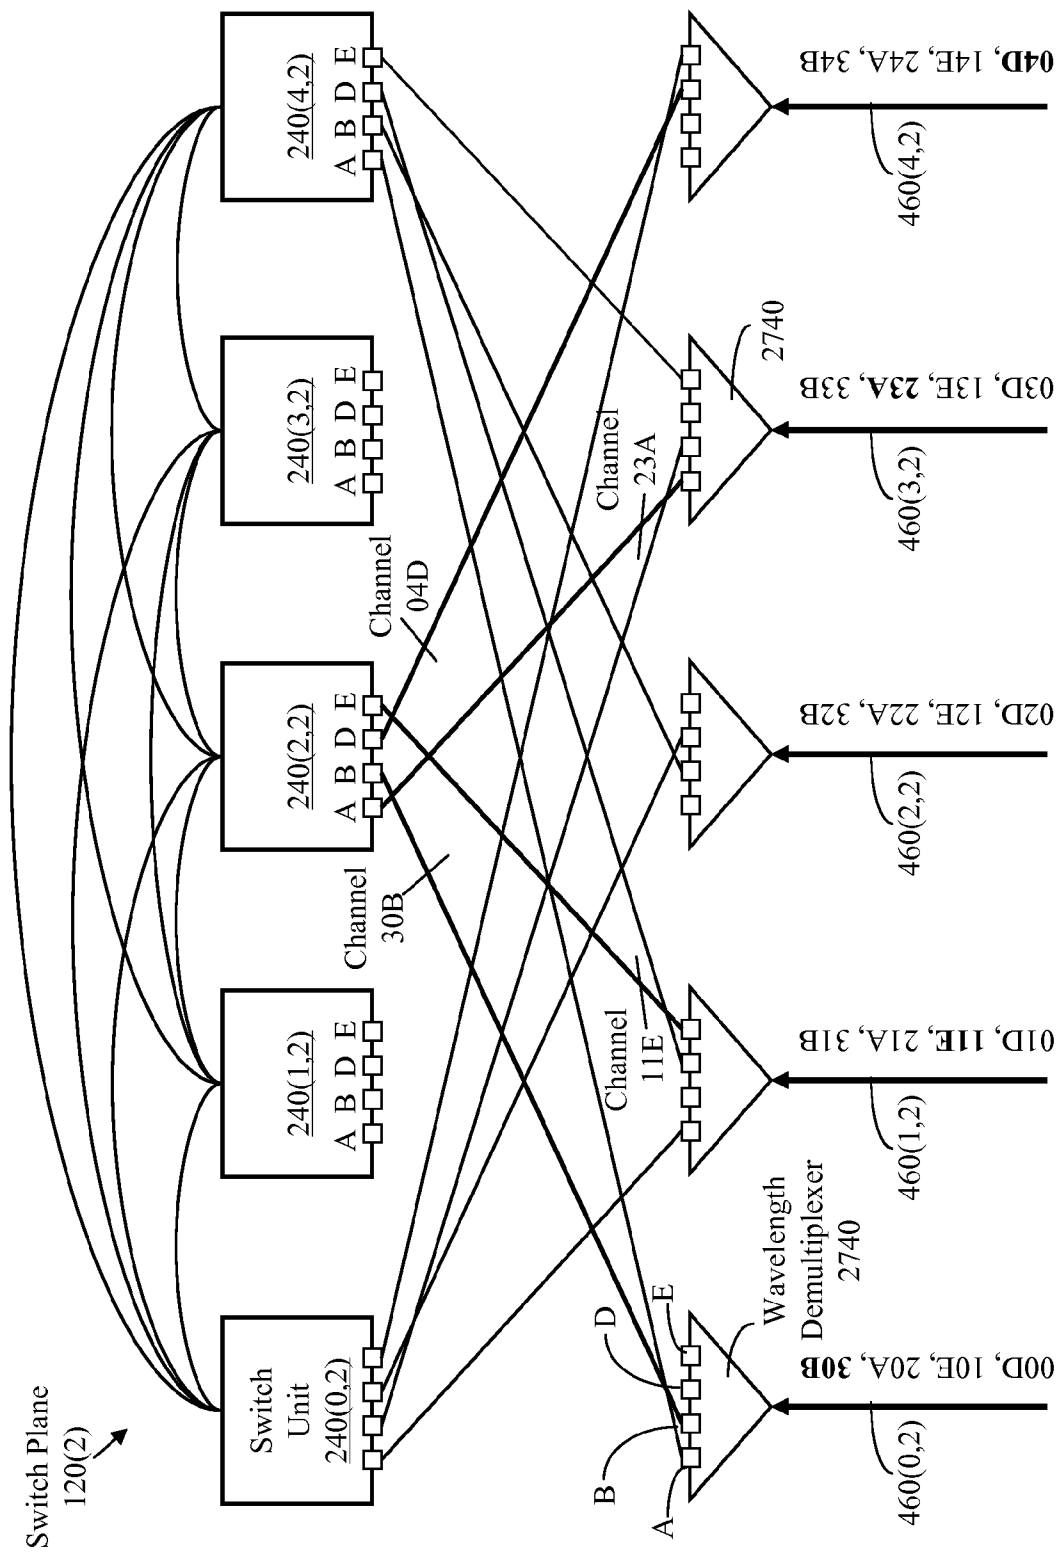 Switch Plane
120(2)
Switch
Unit
240(0,2)
240(1,2)
A B D E
240(2,2)
A B D E
240(3,2)
A B D E
240(4,2)
A B D E
Channel
30B
Channel
04D
Channel
11E
Channel
23A
A
B
D
E
Wavelength
Demultiplexer
2740
2740
460(0,2)
00D, 10E, 20A, 30B
460(1,2)
01D, 11E, 21A, 31B
460(2,2)
02D, 12E, 22A, 32B
460(3,2)
03D, 13E, 23A, 33B
460(4,2)
04D, 14E, 24A, 34B